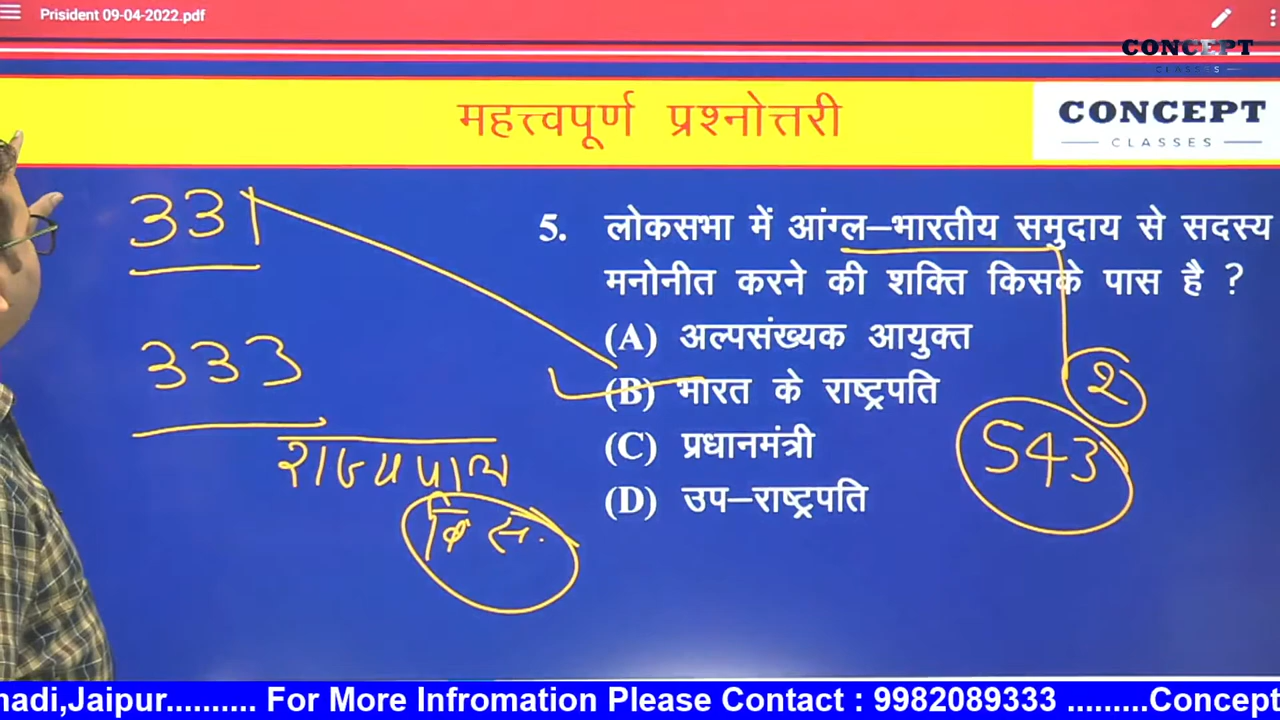 Prisident 09-04-2022.pdf
CONCEPT
CLASSES
महत्त्वपूर्ण प्रश्नोत्तरी
CONCEPT
CLASSES
331
333
राज्यपाल
वि स.
5. लोकसभा में आंग्ल–भारतीय समुदाय से सदस्य
मनोनीत करने की शक्ति किसके पास है ?
(A) अल्पसंख्यक आयुक्त
(B) भारत के राष्ट्रपति
(C) प्रधानमंत्री
(D) उप–राष्ट्रपति
2
543
nadi,Jaipur.......... For More Infromation Please Contact : 9982089333 .........Concept